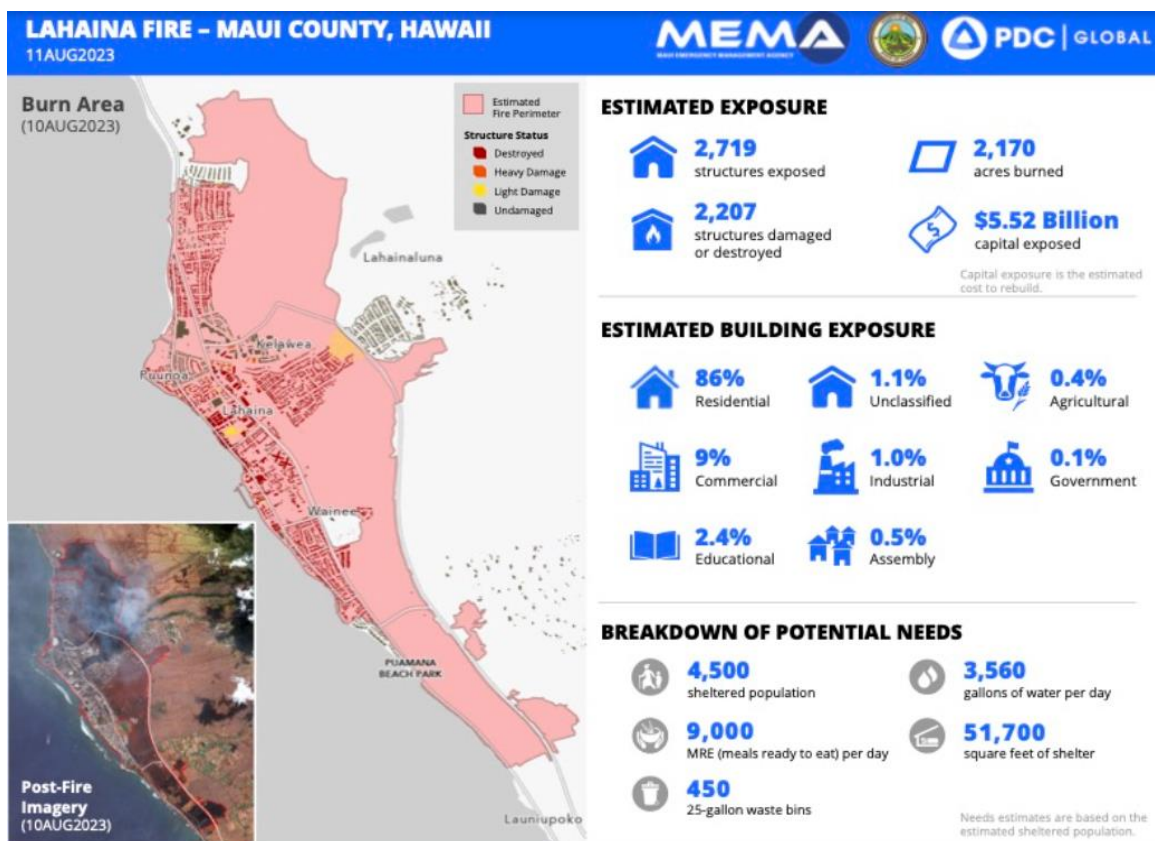 LAHAINA FIRE – MAUI COUNTY, HAWAII
11AUG2023
MEMA
MAUI EMERGENCY MANAGEMENT AGENCY
PDC | GLOBAL
Burn Area
(10AUG2023)
Estimated
Fire Perimeter
Structure Status
Destroyed
Heavy Damage
Light Damage
Undamaged
Lahainaluna
Kelawea
Puunoa
Lahaina
Wainee
PUAMANA
BEACH PARK
Launiupoko
Post-Fire
Imagery
(10AUG2023)
ESTIMATED EXPOSURE
2,719
structures exposed
2,170
acres burned
2,207
structures damaged
or destroyed
$5.52 Billion
capital exposed
Capital exposure is the estimated
cost to rebuild.
ESTIMATED BUILDING EXPOSURE
86%
Residential
1.1%
Unclassified
0.4%
Agricultural
9%
Commercial
1.0%
Industrial
0.1%
Government
2.4%
Educational
0.5%
Assembly
BREAKDOWN OF POTENTIAL NEEDS
4,500
sheltered population
3,560
gallons of water per day
9,000
MRE (meals ready to eat) per day
51,700
square feet of shelter
450
25-gallon waste bins
Needs estimates are based on the
estimated sheltered population.